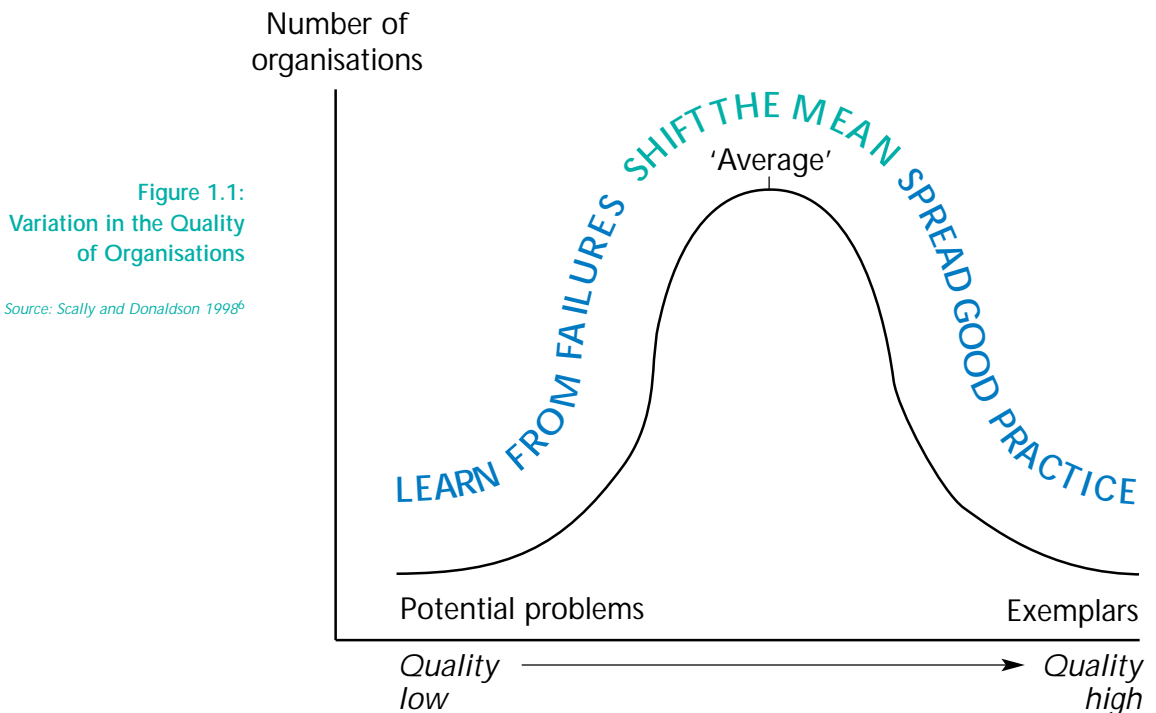 Number of
organisations
Figure 1.1:
Variation in the Quality
of Organisations
Source: Scally and Donaldson 1998⁶
LEARN FROM FAILURES
SHIFT THE MEAN
SPREAD GOOD PRACTICE
'Average'
Potential problems
Exemplars
Quality
low
Quality
high